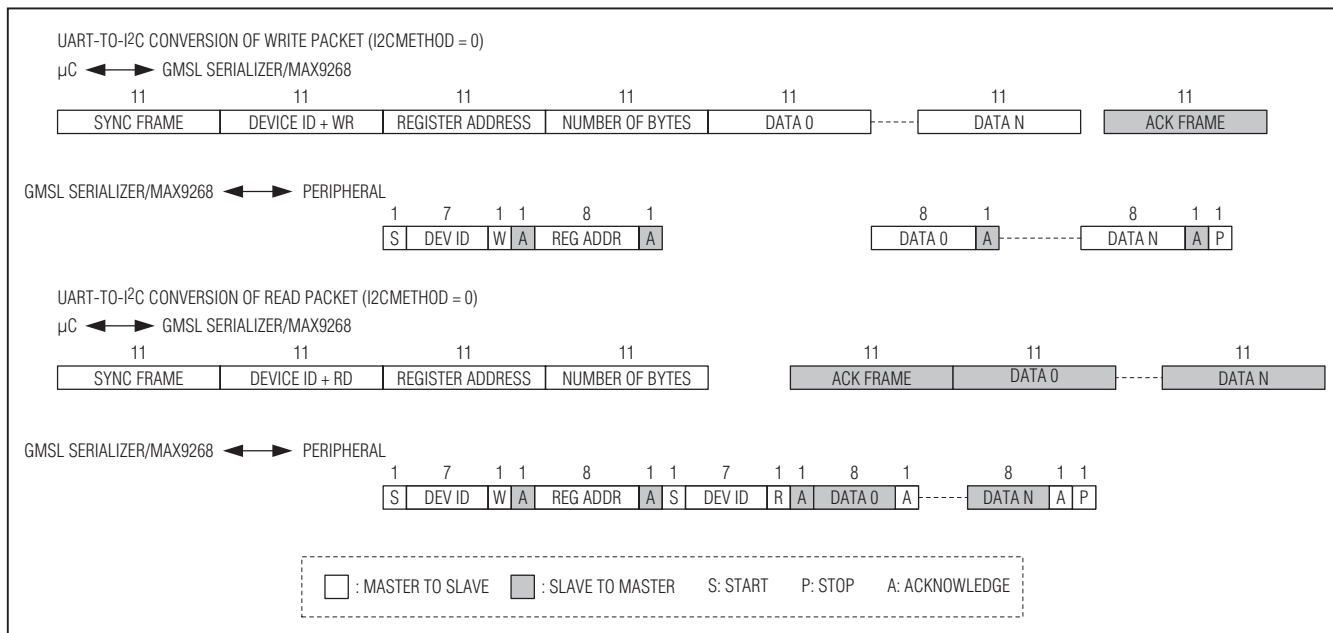 UART-TO-I2C CONVERSION OF WRITE PACKET (I2CMETHOD = 0)
µC GMSL SERIALIZER/MAX9268
11 11 11 11 11 11 11
SYNC FRAME DEVICE ID + WR REGISTER ADDRESS NUMBER OF BYTES DATA 0 DATA N ACK FRAME
GMSL SERIALIZER/MAX9268 PERIPHERAL
1 7 1 1 8 1 8 1 8 1 1
S DEV ID W A REG ADDR A DATA 0 A DATA N A P
UART-TO-I2C CONVERSION OF READ PACKET (I2CMETHOD = 0)
µC GMSL SERIALIZER/MAX9268
11 11 11 11 11 11 11
SYNC FRAME DEVICE ID + RD REGISTER ADDRESS NUMBER OF BYTES ACK FRAME DATA 0 DATA N
GMSL SERIALIZER/MAX9268 PERIPHERAL
1 7 1 1 8 1 1 7 1 1 8 1 8 1 1
S DEV ID W A REG ADDR A S DEV ID R A DATA 0 A DATA N A P
: MASTER TO SLAVE : SLAVE TO MASTER S: START P: STOP A: ACKNOWLEDGE